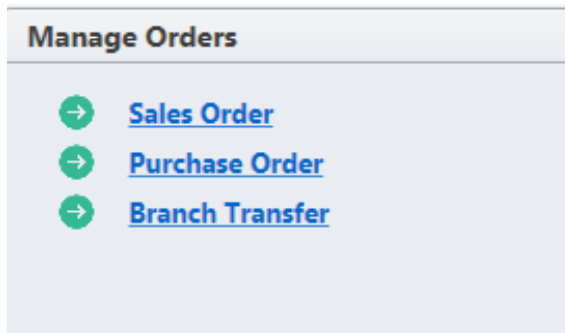 Manage Orders
Sales Order
Purchase Order
Branch Transfer